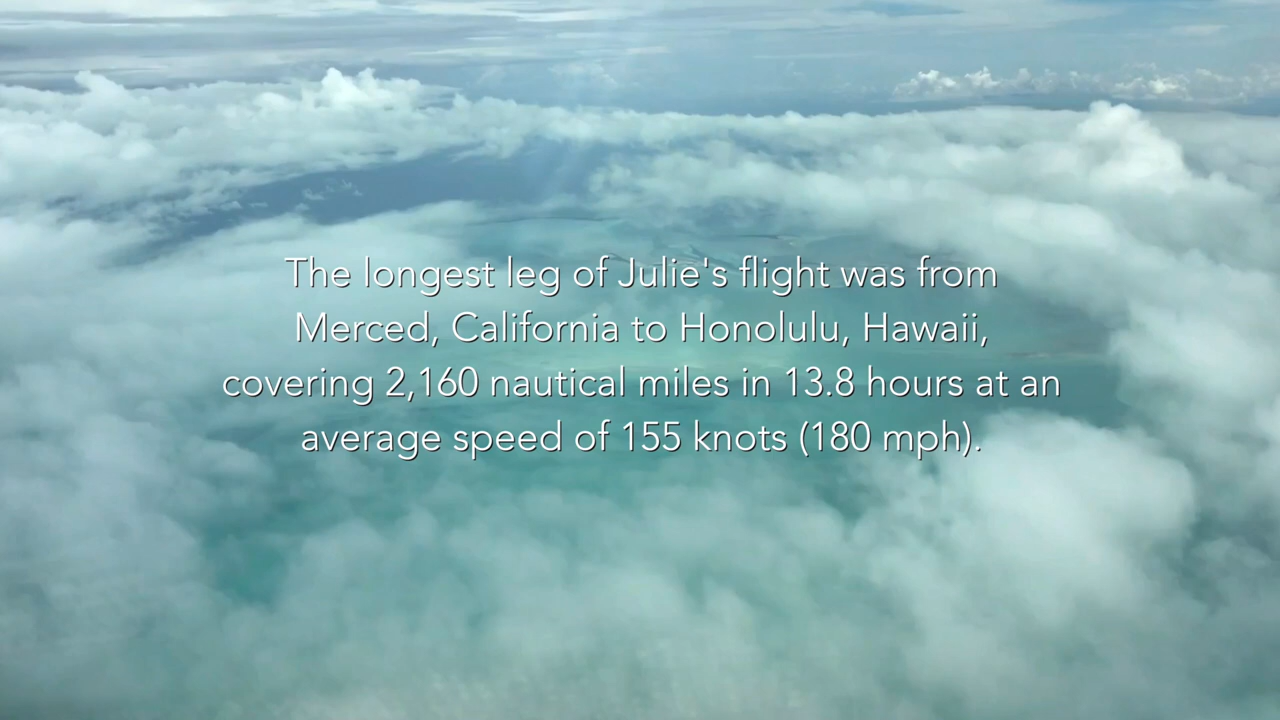 The longest leg of Julie's flight was from
Merced, California to Honolulu, Hawaii,
covering 2,160 nautical miles in 13.8 hours at an
average speed of 155 knots (180 mph).